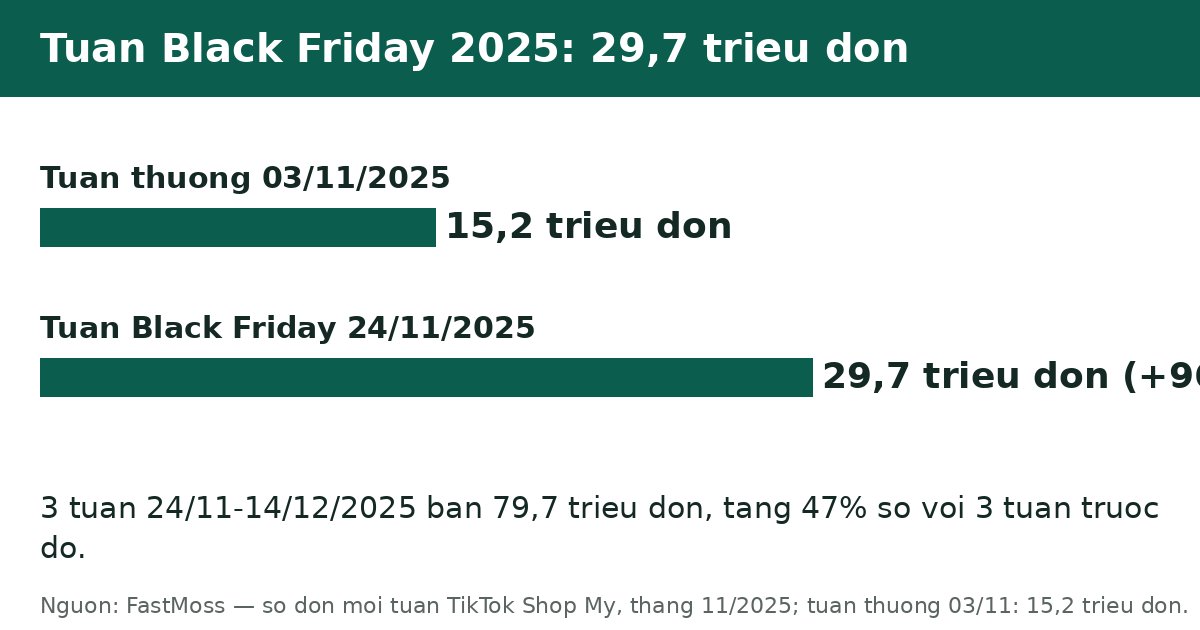 Tuan Black Friday 2025: 29,7 trieu don
Tuan thuong 03/11/2025
15,2 trieu don
Tuan Black Friday 24/11/2025
29,7 trieu don
3 tuan 24/11-14/12/2025 ban 79,7 trieu don, tang 47% so voi 3 tuan truoc
do.
Nguon: FastMoss — so don moi tuan TikTok Shop My, thang 11/2025; tuan thuong 03/11: 15,2 trieu don.